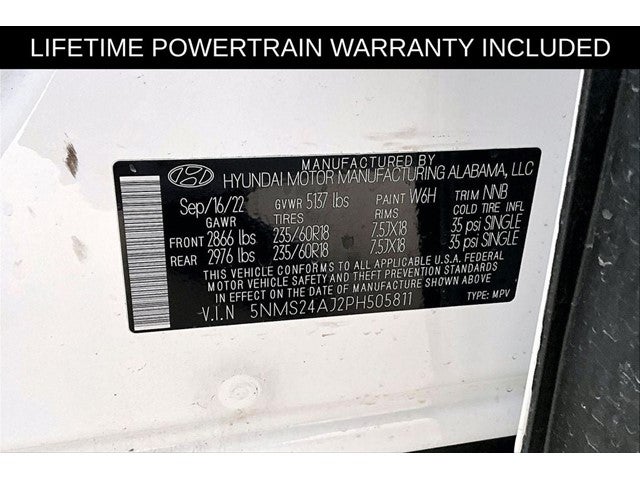 LIFETIME POWERTRAIN WARRANTY INCLUDED
MANUFACTURED BY
HYUNDAI MOTOR MANUFACTURING ALABAMA, LLC
Sep/16/22 GVWR 5137 lbs PAINT W6H TRIM NNB
GAWR TIRES RIMS COLD TIRE INFL
FRONT 2866 lbs 235/60R18 7.5JX18 35 psi SINGLE
REAR 2976 lbs 235/60R18 7.5JX18 35 psi SINGLE
THIS VEHICLE CONFORMS TO ALL APPLICABLE U.S.A. FEDERAL
MOTOR VEHICLE SAFETY AND THEFT PREVENTION STANDARDS IN
EFFECT ON THE DATE OF MANUFACTURE SHOWN ABOVE.
V.I.N 5NMS24AJ2PH505811 TYPE: MPV